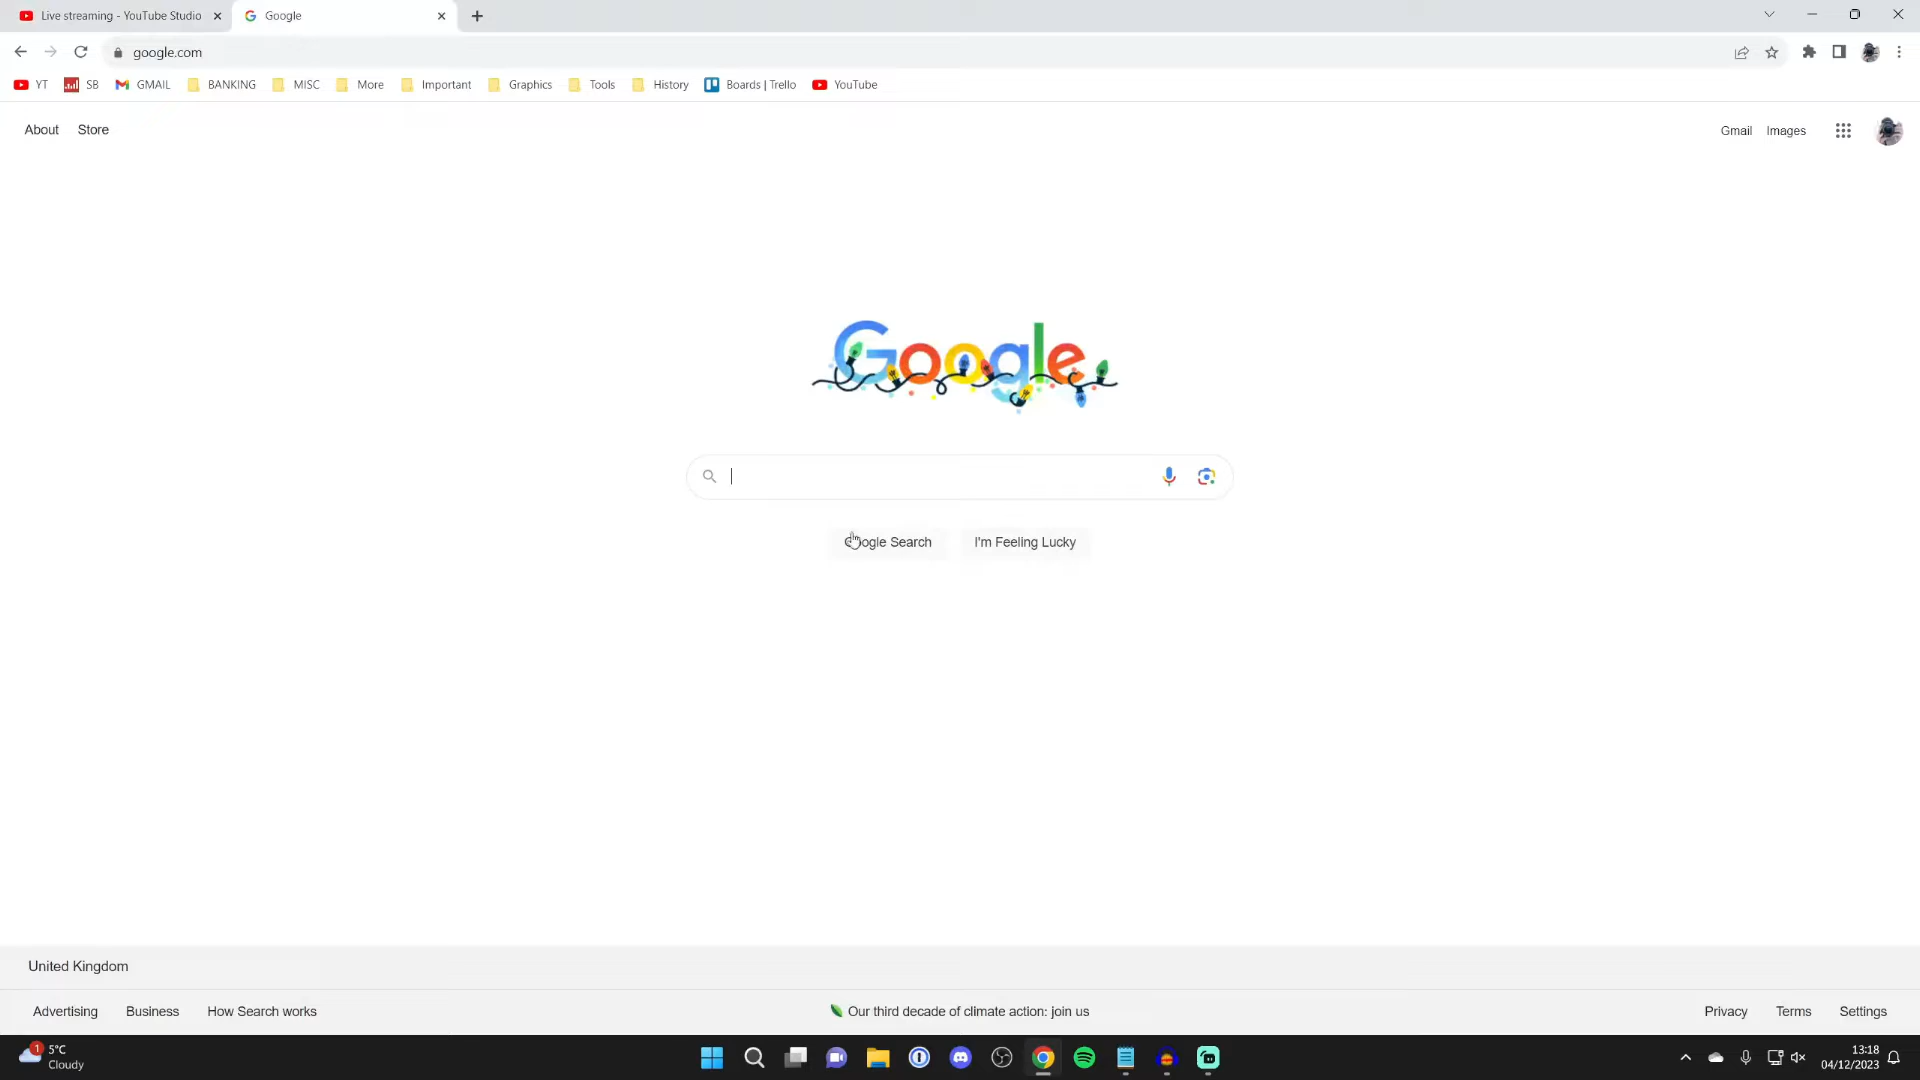 Live streaming - YouTube Studio
Google
google.com
YT SB GMAIL BANKING MISC More Important Graphics Tools History Boards | Trello YouTube
About Store
Gmail Images
Google
Google Search I'm Feeling Lucky
United Kingdom
Advertising Business How Search works
Our third decade of climate action: join us
Privacy Terms Settings
1
5°C
Cloudy
13:18
04/12/2023